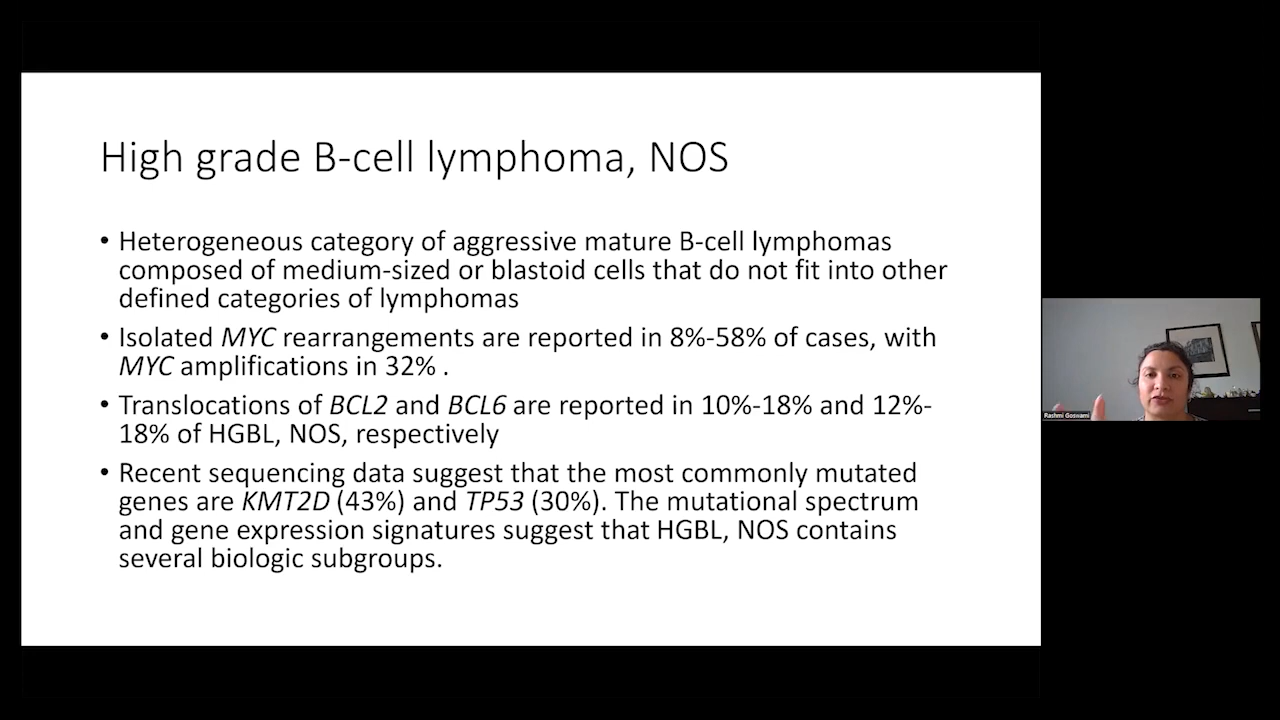 High grade B-cell lymphoma, NOS
• Heterogeneous category of aggressive mature B-cell lymphomas
composed of medium-sized or blastoid cells that do not fit into other
defined categories of lymphomas
• Isolated MYC rearrangements are reported in 8%-58% of cases, with
MYC amplifications in 32% .
• Translocations of BCL2 and BCL6 are reported in 10%-18% and 12%-
18% of HGBL, NOS, respectively
• Recent sequencing data suggest that the most commonly mutated
genes are KMT2D (43%) and TP53 (30%). The mutational spectrum
and gene expression signatures suggest that HGBL, NOS contains
several biologic subgroups.
Rashmi Goswami